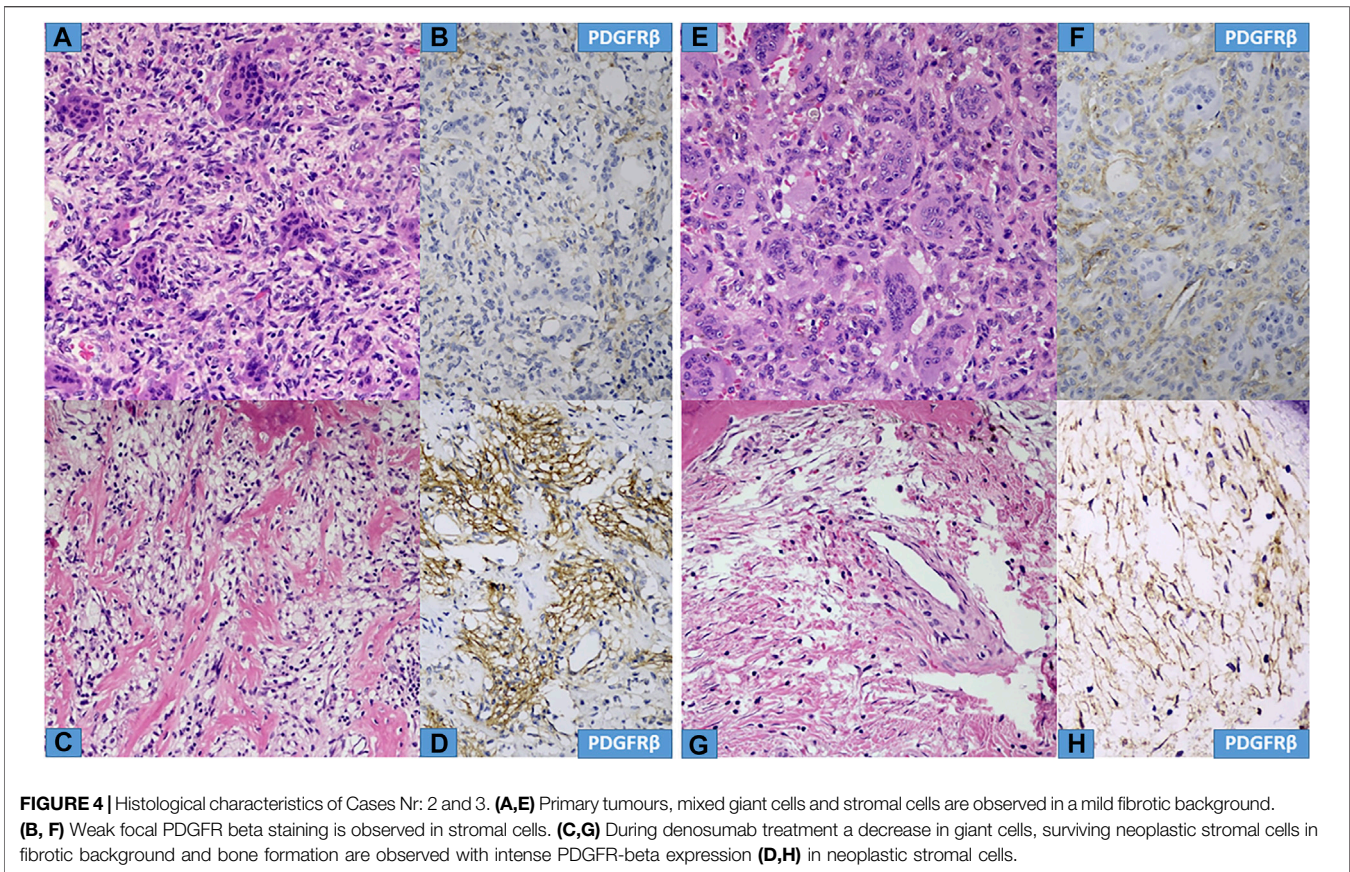 A
B
PDGFRβ
E
F
PDGFRβ
C
D
PDGFRβ
G
H
PDGFRβ
FIGURE 4 | Histological characteristics of Cases Nr: 2 and 3. (A,E) Primary tumours, mixed giant cells and stromal cells are observed in a mild fibrotic background.
(B, F) Weak focal PDGFR beta staining is observed in stromal cells. (C,G) During denosumab treatment a decrease in giant cells, surviving neoplastic stromal cells in
fibrotic background and bone formation are observed with intense PDGFR-beta expression (D,H) in neoplastic stromal cells.